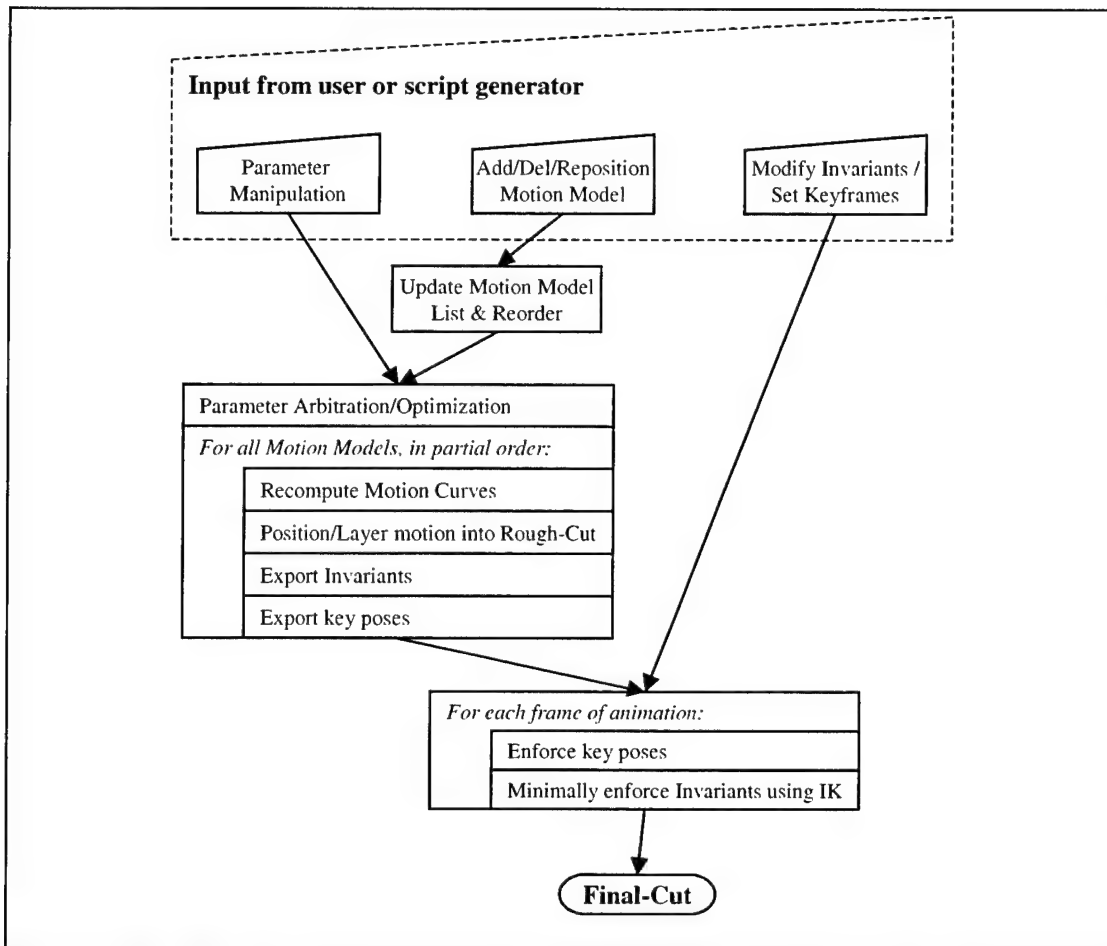 Input from user or script generator
Parameter
Manipulation
Add/Del/Reposition
Motion Model
Modify Invariants /
Set Keyframes
Update Motion Model
List & Reorder
Parameter Arbitration/Optimization
For all Motion Models, in partial order:
Recompute Motion Curves
Position/Layer motion into Rough-Cut
Export Invariants
Export key poses
For each frame of animation:
Enforce key poses
Minimally enforce Invariants using IK
Final-Cut